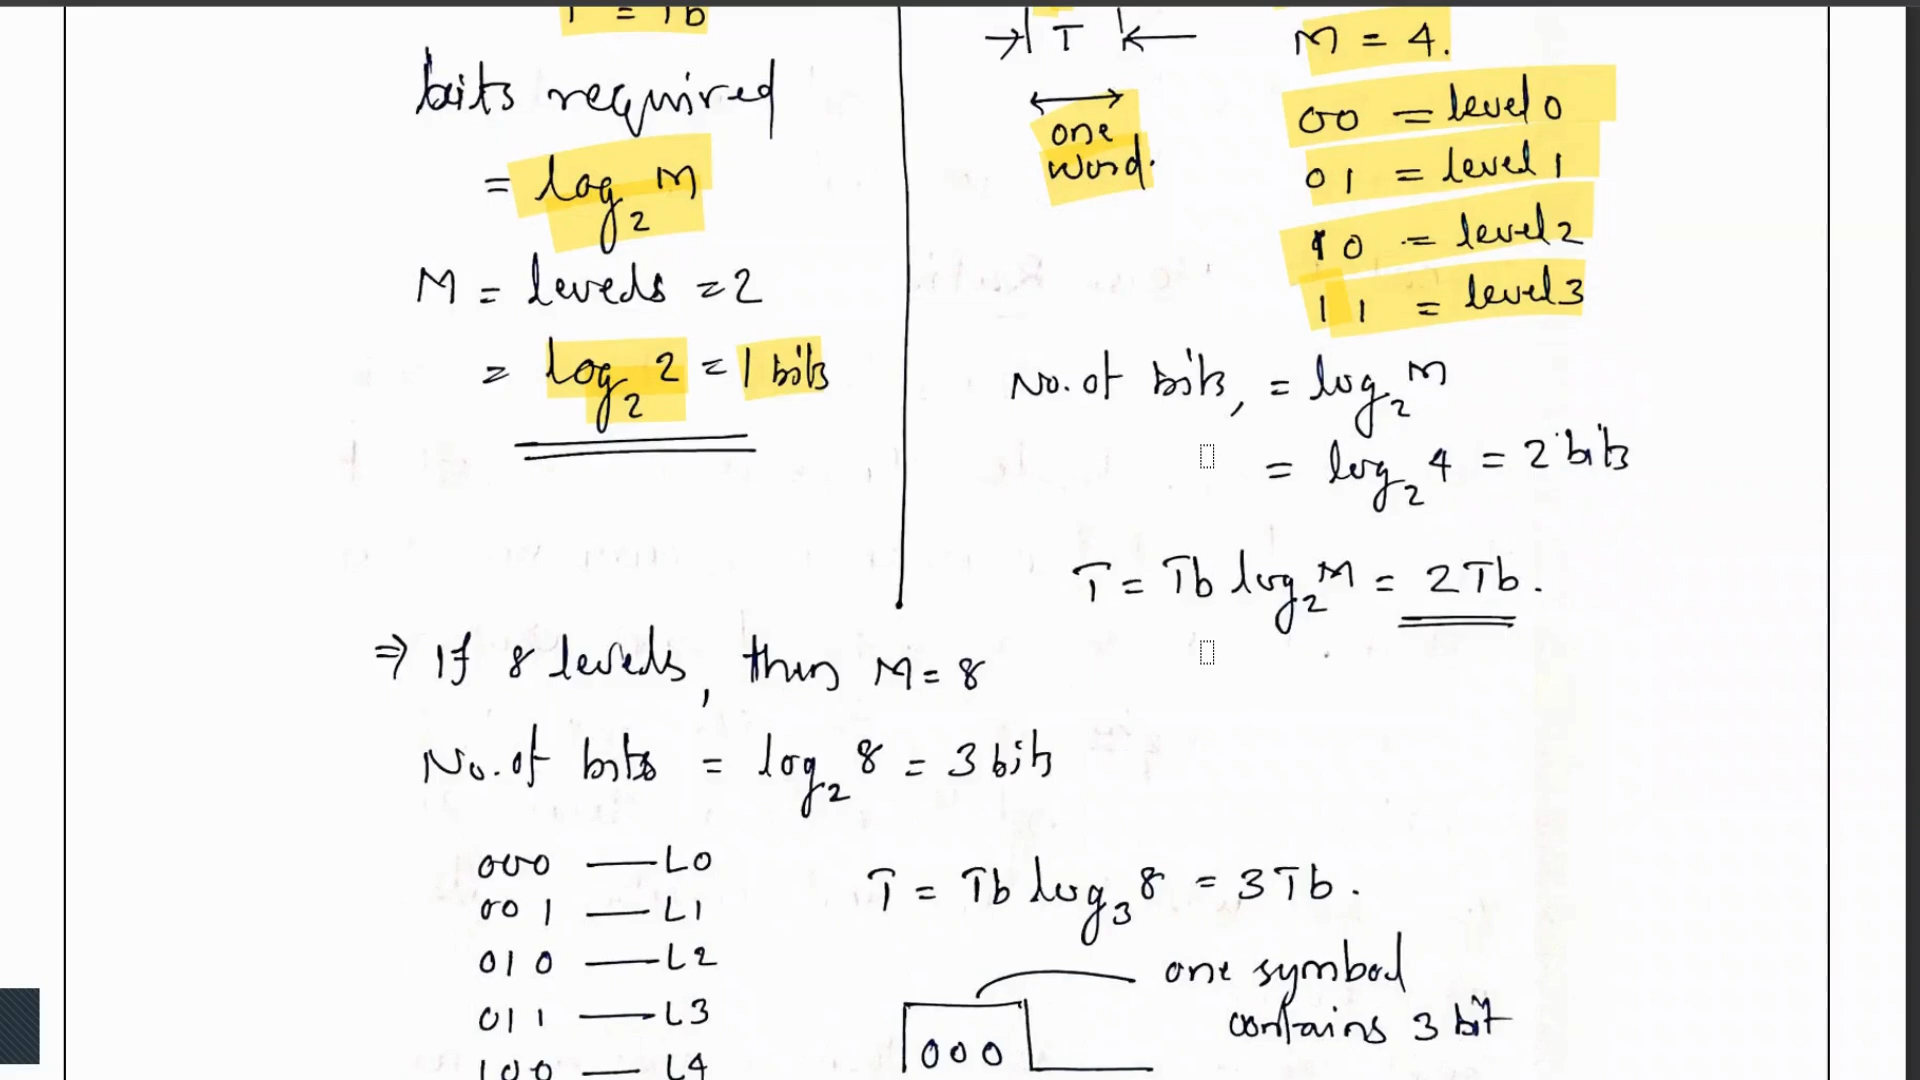 T = Tb
bits required
= log₂ M
M = levels = 2
= log₂ 2 = 1 bits
T
one
word.
M = 4.
00 = level 0
01 = level 1
10 = level 2
11 = level 3
No. of bits, = log₂ M
= log₂ 4 = 2 bits
T = Tb log₂ M = 2Tb.
⇒ If 8 levels, then M = 8
No. of bits = log₂ 8 = 3 bits
000 — L0
001 — L1
010 — L2
011 — L3
100 — L4
T = Tb log₃ 8 = 3Tb.
one symbol
contains 3 bit
000